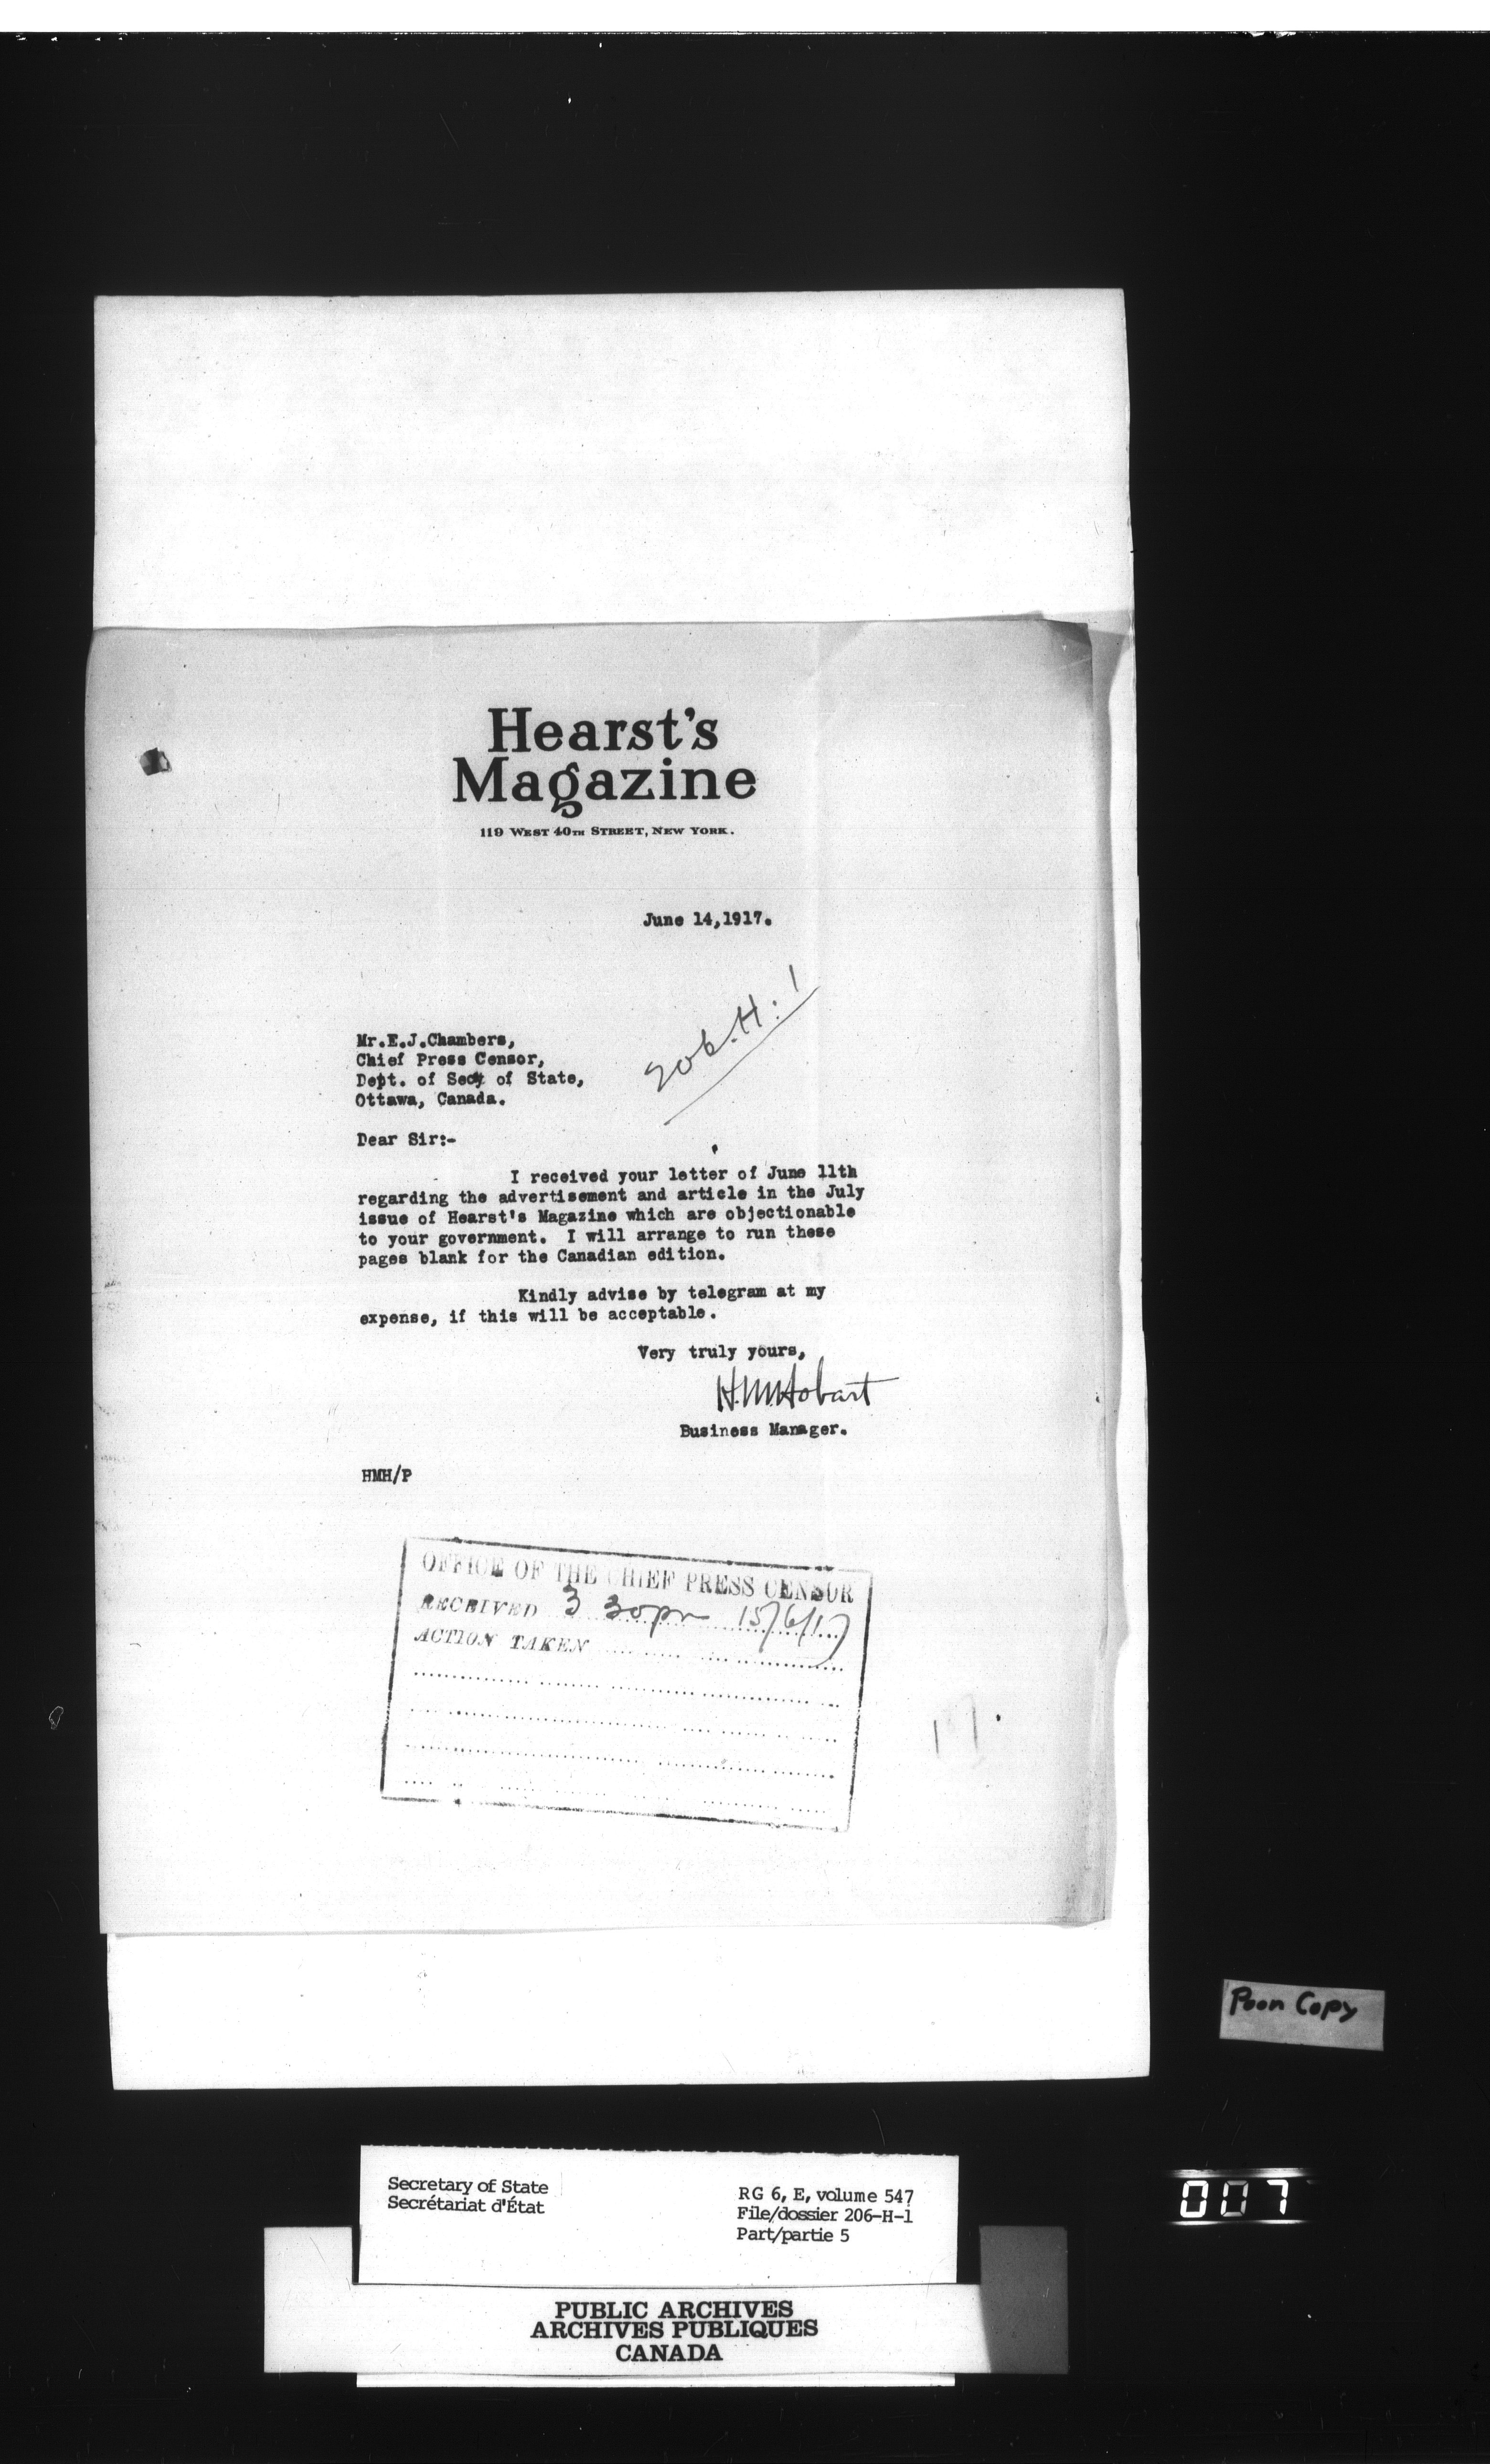 Hearst's
Magazine
119 WEST 40TH STREET, NEW YORK.
June 14,1917.
206.H:1
Mr.E.J.Chambers,
Chief Press Censor,
Dept. of Secy of State,
Ottawa, Canada.
Dear Sir:-
I received your letter of June 11th
regarding the advertisement and article in the July
issue of Hearst's Magazine which are objectionable
to your government. I will arrange to run these
pages blank for the Canadian edition.
Kindly advise by telegram at my
expense, if this will be acceptable.
Very truly yours,
H.M.Hobart
Business Manager.
HMH/P
OFFICE OF THE CHIEF PRESS CENSOR
RECEIVED 3 30pm 15/6/17
ACTION TAKEN
Poor Copy
Secretary of State
Secrétariat d'État
RG 6, E, volume 547
File/dossier 206-H-1
Part/partie 5
007
PUBLIC ARCHIVES
ARCHIVES PUBLIQUES
CANADA